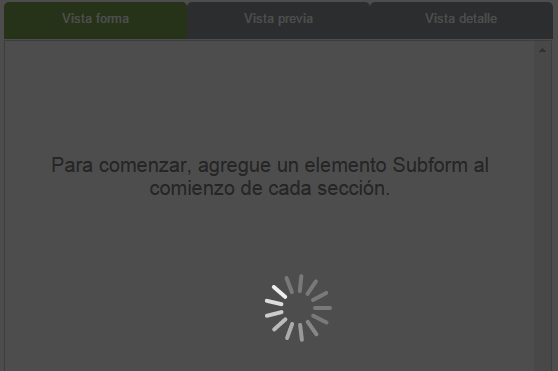 Vista forma Vista previa Vista detalle
Para comenzar, agregue un elemento Subform al
comienzo de cada sección.